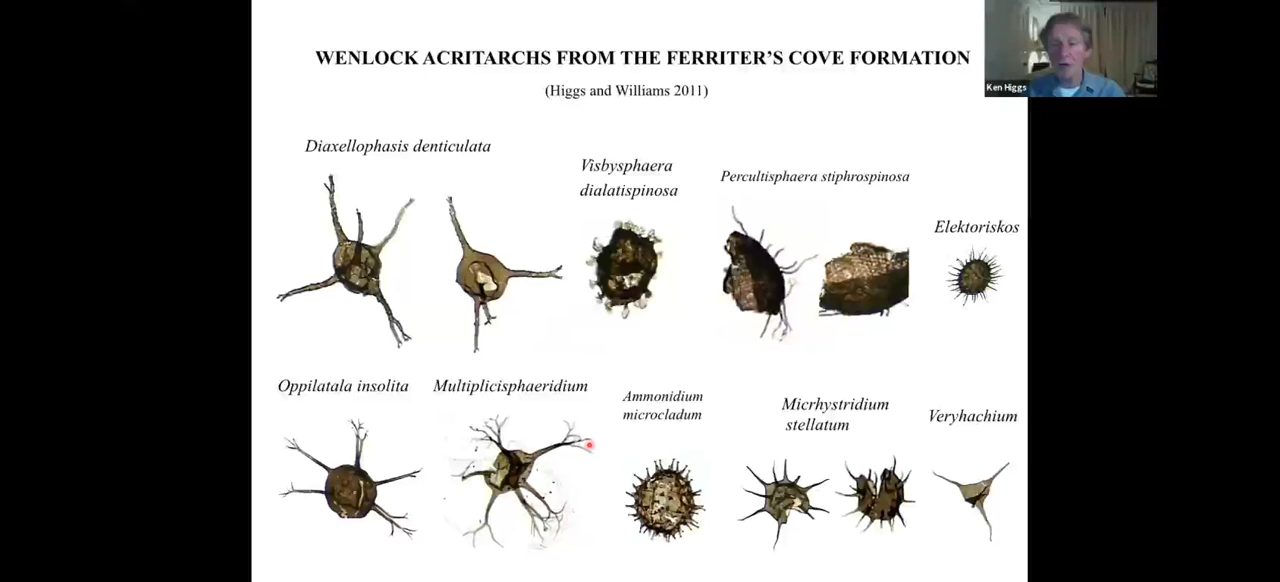 WENLOCK ACRITARCHS FROM THE FERRITER'S COVE FORMATION
(Higgs and Williams 2011)
Ken Higgs
Diaxellophasis denticulata
Visbysphaera
dialatispinosa
Percultisphaera stiphrospinosa
Elektoriskos
Oppilatala insolita
Multiplicisphaeridium
Ammonidium
microcladum
Micrhystridium
stellatum
Veryhachium